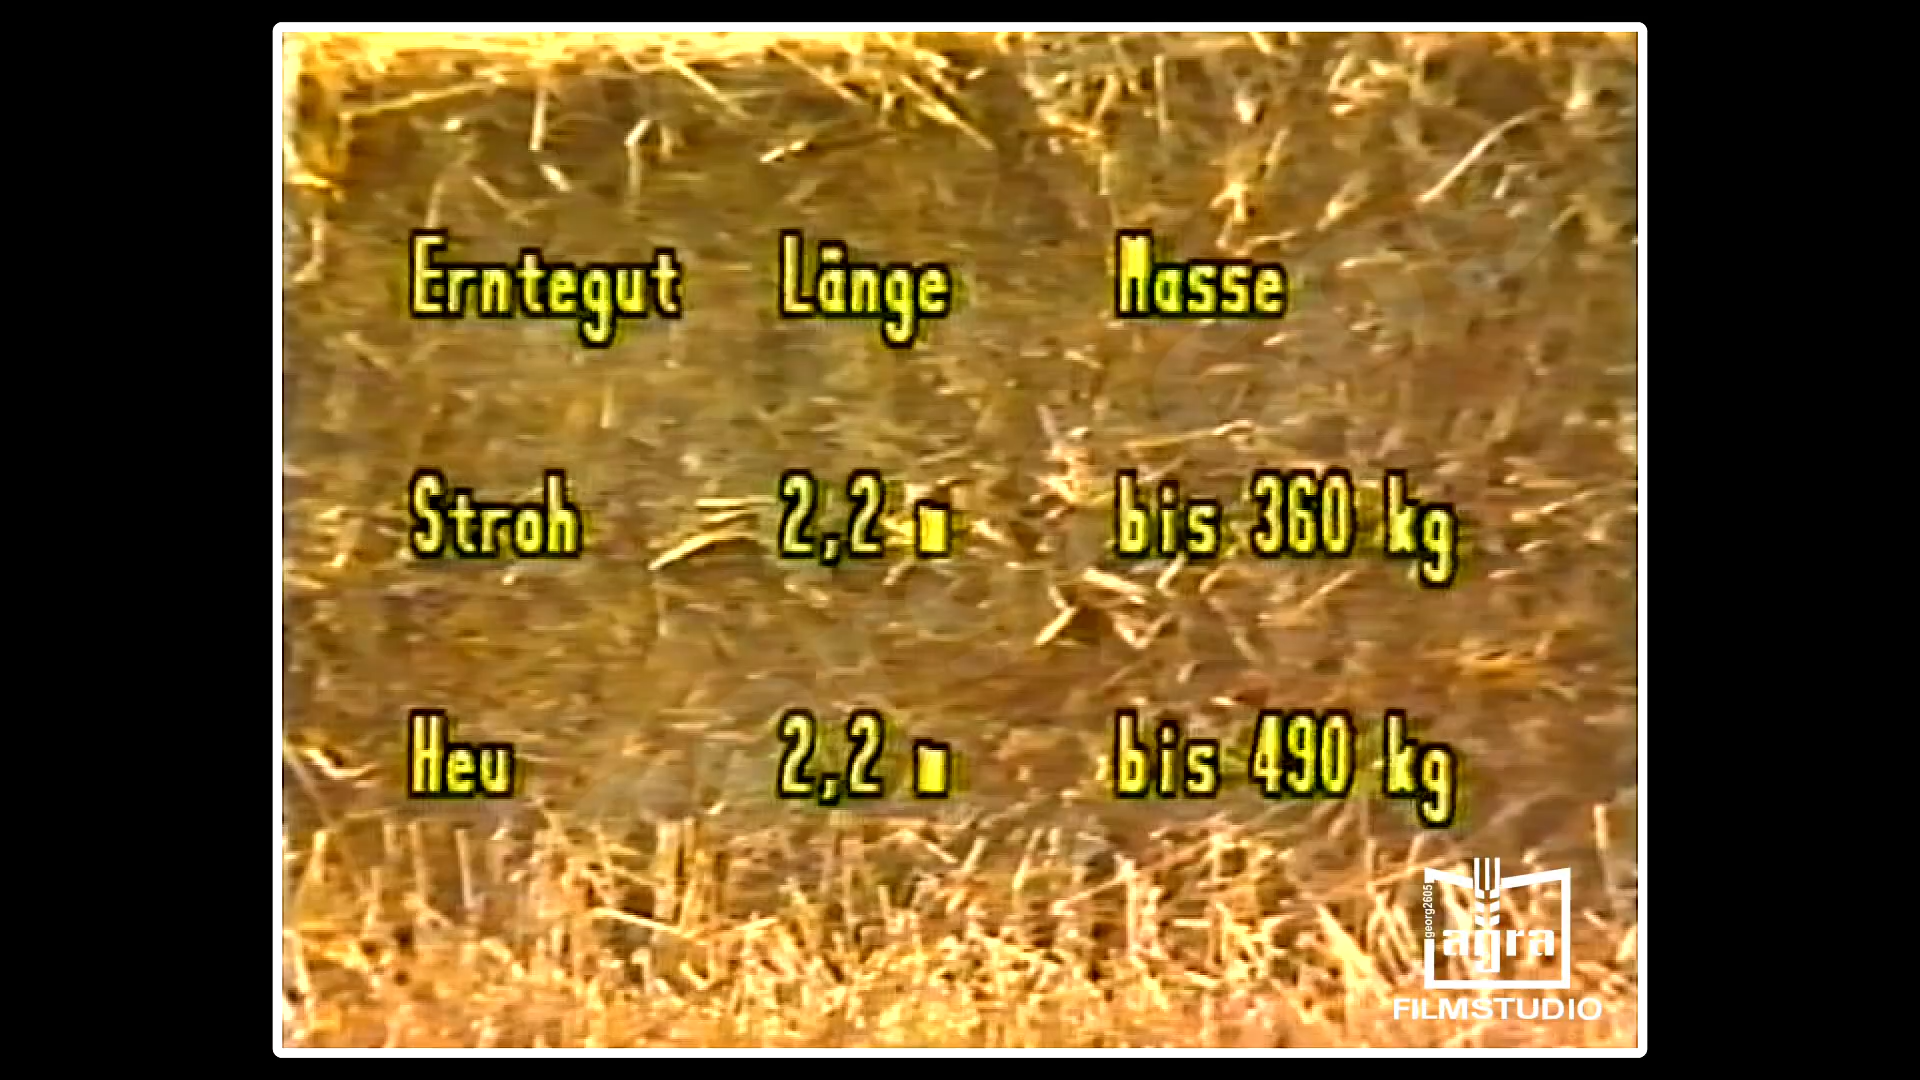 Erntegut Länge Masse
Stroh 2,2 m bis 360 kg
Heu 2,2 m bis 490 kg
georg2605
agra
FILMSTUDIO